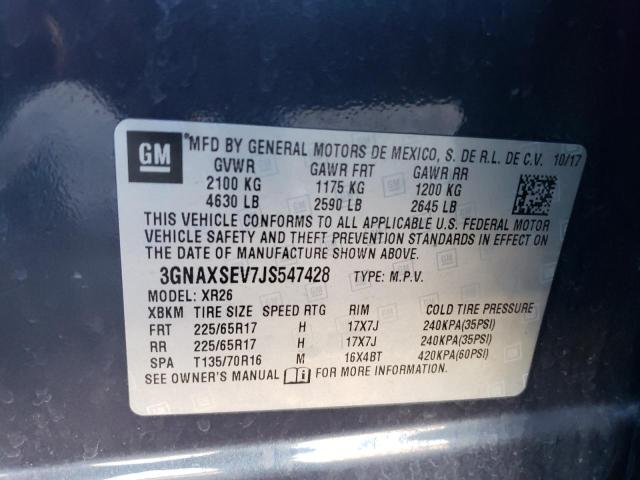 GM
*MFD BY GENERAL MOTORS DE MEXICO, S. DE R.L. DE C.V. 10/17
GVWR GAWR FRT GAWR RR
2100 KG 1175 KG 1200 KG
4630 LB 2590 LB 2645 LB
THIS VEHICLE CONFORMS TO ALL APPLICABLE U.S. FEDERAL MOTOR
VEHICLE SAFETY AND THEFT PREVENTION STANDARDS IN EFFECT ON
THE DATE OF MANUFACTURE SHOWN ABOVE.
3GNAXSEV7JS547428 TYPE: M.P.V.
MODEL: XR26
XBKM TIRE SIZE SPEED RTG RIM COLD TIRE PRESSURE
FRT 225/65R17 H 17X7J 240KPA(35PSI)
RR 225/65R17 H 17X7J 240KPA(35PSI)
SPA T135/70R16 M 16X4BT 420KPA(60PSI)
SEE OWNER'S MANUAL i FOR MORE INFORMATION.